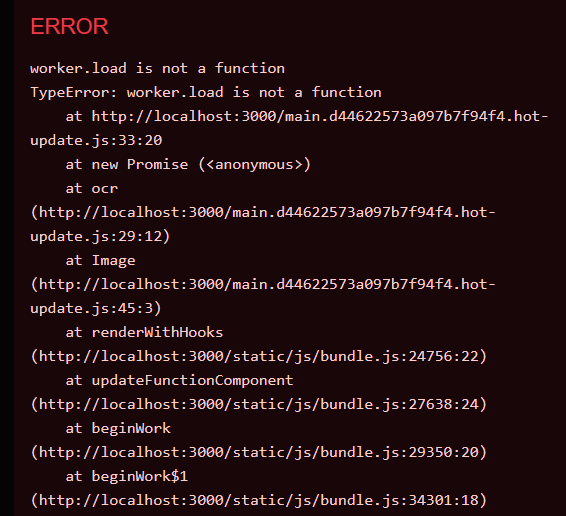 ERROR
worker.load is not a function
TypeError: worker.load is not a function
    at http://localhost:3000/main.d44622573a097b7f94f4.hot-
update.js:33:20
    at new Promise (<anonymous>)
    at ocr
(http://localhost:3000/main.d44622573a097b7f94f4.hot-
update.js:29:12)
    at Image
(http://localhost:3000/main.d44622573a097b7f94f4.hot-
update.js:45:3)
    at renderWithHooks
(http://localhost:3000/static/js/bundle.js:24756:22)
    at updateFunctionComponent
(http://localhost:3000/static/js/bundle.js:27638:24)
    at beginWork
(http://localhost:3000/static/js/bundle.js:29350:20)
    at beginWork$1
(http://localhost:3000/static/js/bundle.js:34301:18)